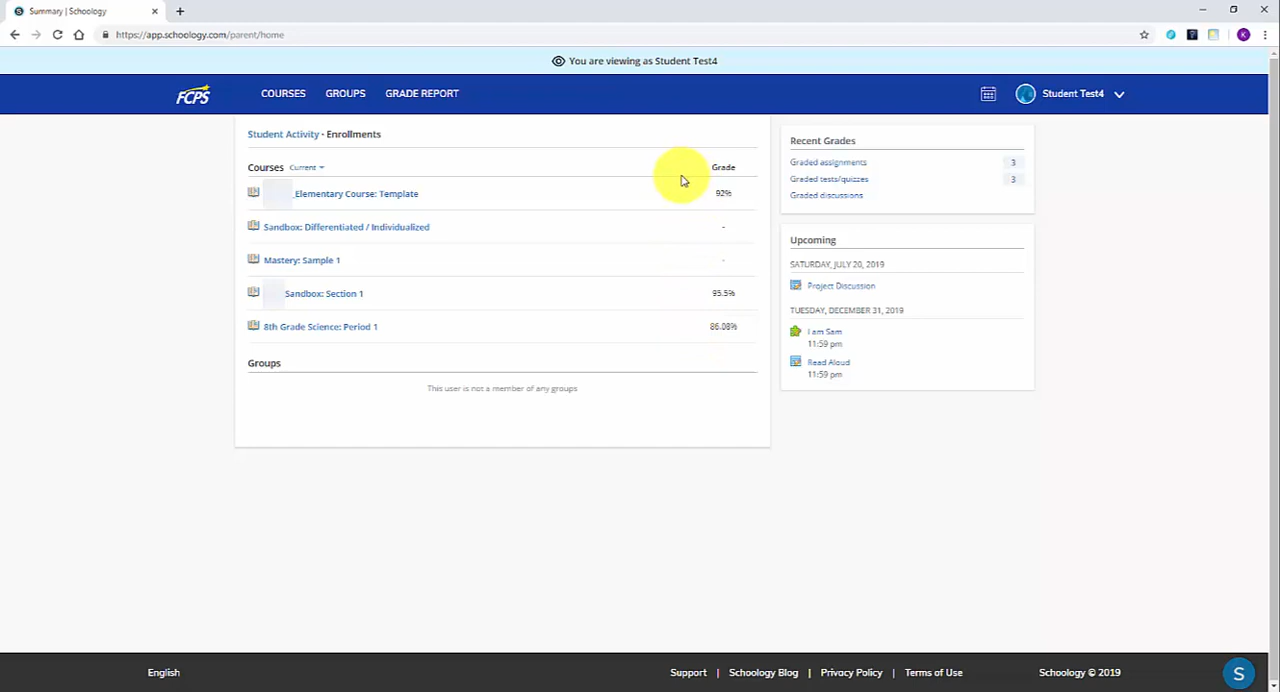 Summary | Schoology
https://app.schoology.com/parent/home
You are viewing as Student Test4
FCPS
COURSES GROUPS GRADE REPORT
Student Test4
Student Activity · Enrollments
Courses Current Grade
Elementary Course: Template 92%
Sandbox: Differentiated / Individualized -
Mastery: Sample 1 -
Sandbox: Section 1 95.5%
8th Grade Science: Period 1 86.08%
Groups
This user is not a member of any groups
Recent Grades
Graded assignments 3
Graded tests/quizzes 3
Graded discussions
Upcoming
SATURDAY, JULY 20, 2019
Project Discussion
TUESDAY, DECEMBER 31, 2019
I am Sam
11:59 pm
Read Aloud
11:59 pm
English
Support | Schoology Blog | Privacy Policy | Terms of Use
Schoology © 2019
S